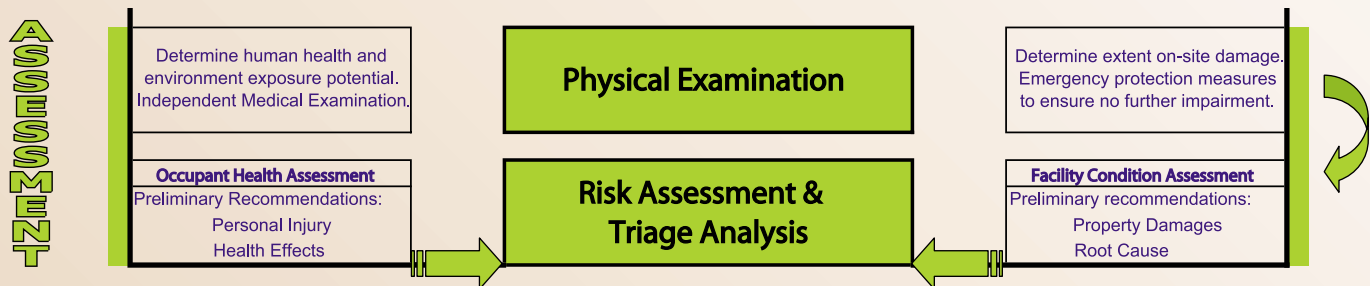 ASSESSMENT
Determine human health and
environment exposure potential.
Independent Medical Examination.
Physical Examination
Determine extent on-site damage.
Emergency protection measures
to ensure no further impairment.
Occupant Health Assessment
Preliminary Recommendations:
Personal Injury
Health Effects
Risk Assessment &
Triage Analysis
Facility Condition Assessment
Preliminary recommendations:
Property Damages
Root Cause